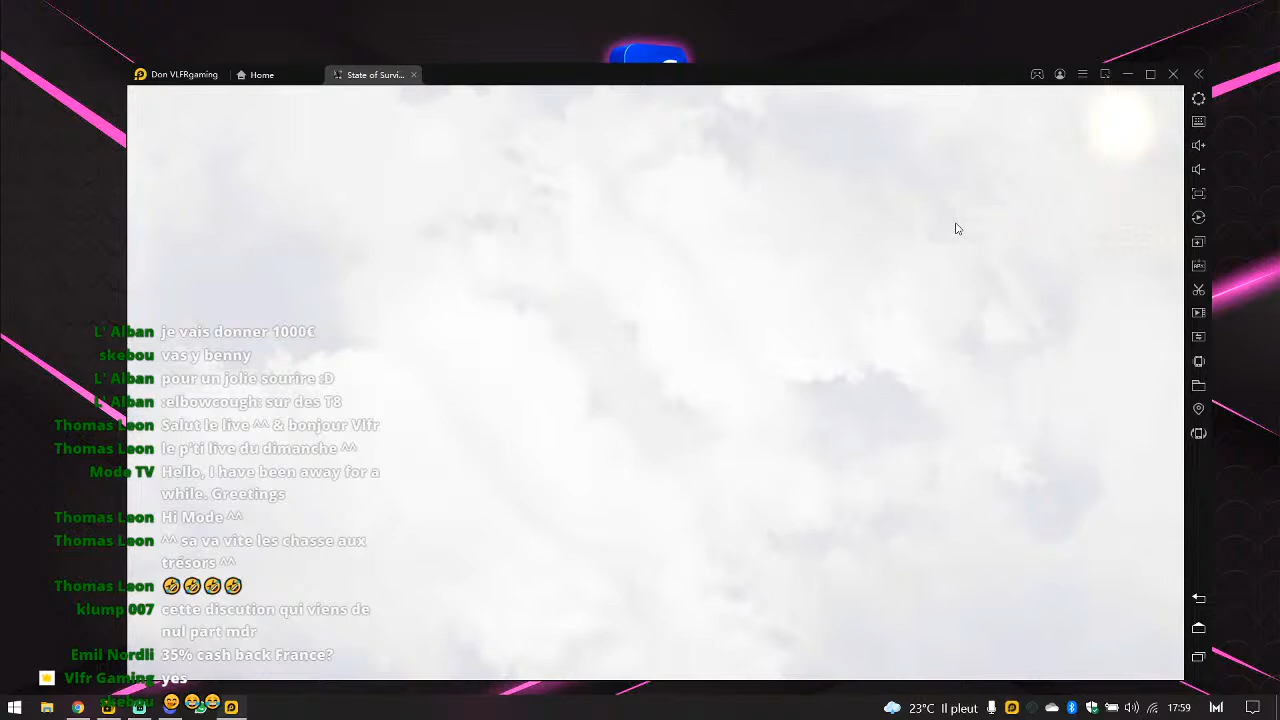 Don VLFRgaming
Home
State of Survi...
L' Alban je vais donner 1000€
skebou vas y benny
L' Alban pour un jolie sourire :D
L' Alban :elbowcough: sur des T8
Thomas Leon Salut le live ^^ & bonjour Vlfr
Thomas Leon le p'ti live du dimanche ^^
Mode TV Hello, I have been away for a
while. Greetings
Thomas Leon Hi Mode ^^
Thomas Leon ^^ sa va vite les chasse aux
trésors ^^
Thomas Leon 🤣🤣🤣🤣
klump 007 cette discution qui viens de
nul part mdr
Emil Nordli 35% cash back France?
Vlfr Gaming yes
skebou 😊😂😂
23°C Il pleut 17:59